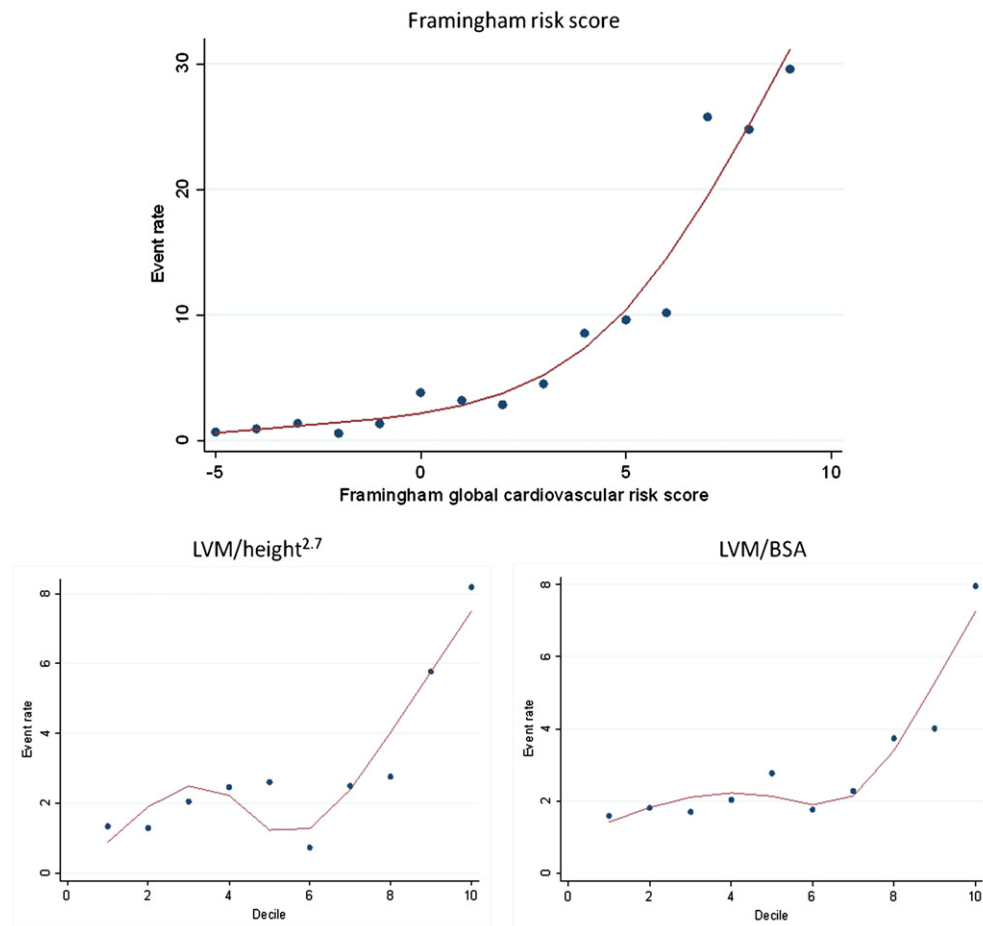 Framingham risk score
Event rate
30
20
10
0
-5 0 5 10
Framingham global cardiovascular risk score
LVM/height2.7
Event rate
8
6
4
2
0
0 2 4 6 8 10
Decile
LVM/BSA
Event rate
8
6
4
2
0
0 2 4 6 8 10
Decile